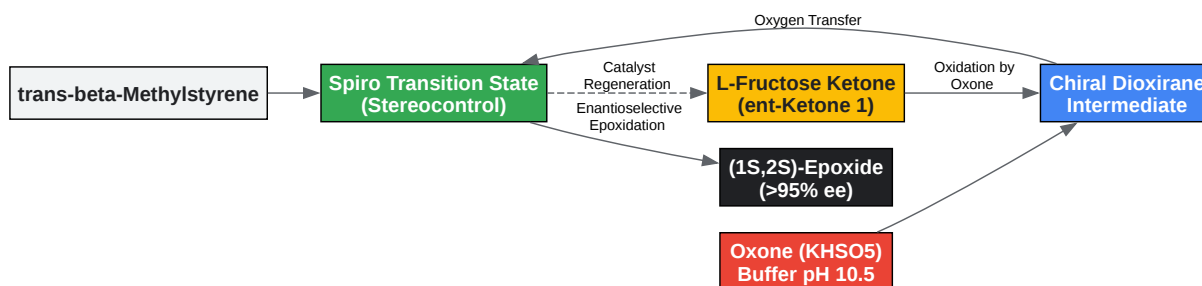 Oxygen Transfer
trans-beta-Methylstyrene
Spiro Transition State
(Stereocontrol)
Catalyst
Regeneration
Enantioselective
Epoxidation
L-Fructose Ketone
(ent-Ketone 1)
Oxidation by
Oxone
Chiral Dioxirane
Intermediate
(1S,2S)-Epoxide
(>95% ee)
Oxone (KHSO5)
Buffer pH 10.5